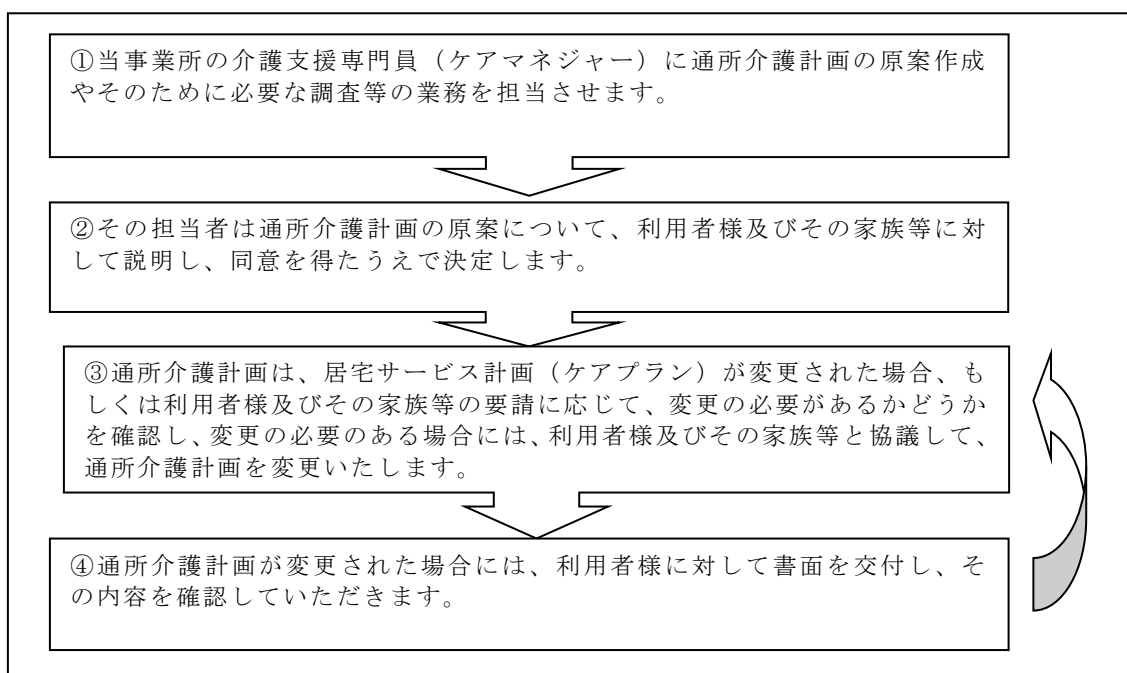 ①当事業所の介護支援専門員（ケアマネジャー）に通所介護計画の原案作成
やそのために必要な調査等の業務を担当させます。
②その担当者は通所介護計画の原案について、利用者様及びその家族等に対
して説明し、同意を得たうえで決定します。
③通所介護計画は、居宅サービス計画（ケアプラン）が変更された場合、も
しくは利用者様及びその家族等の要請に応じて、変更の必要があるかどうか
を確認し、変更の必要のある場合には、利用者様及びその家族等と協議して、
通所介護計画を変更いたします。
④通所介護計画が変更された場合には、利用者様に対して書面を交付し、そ
の内容を確認していただきます。